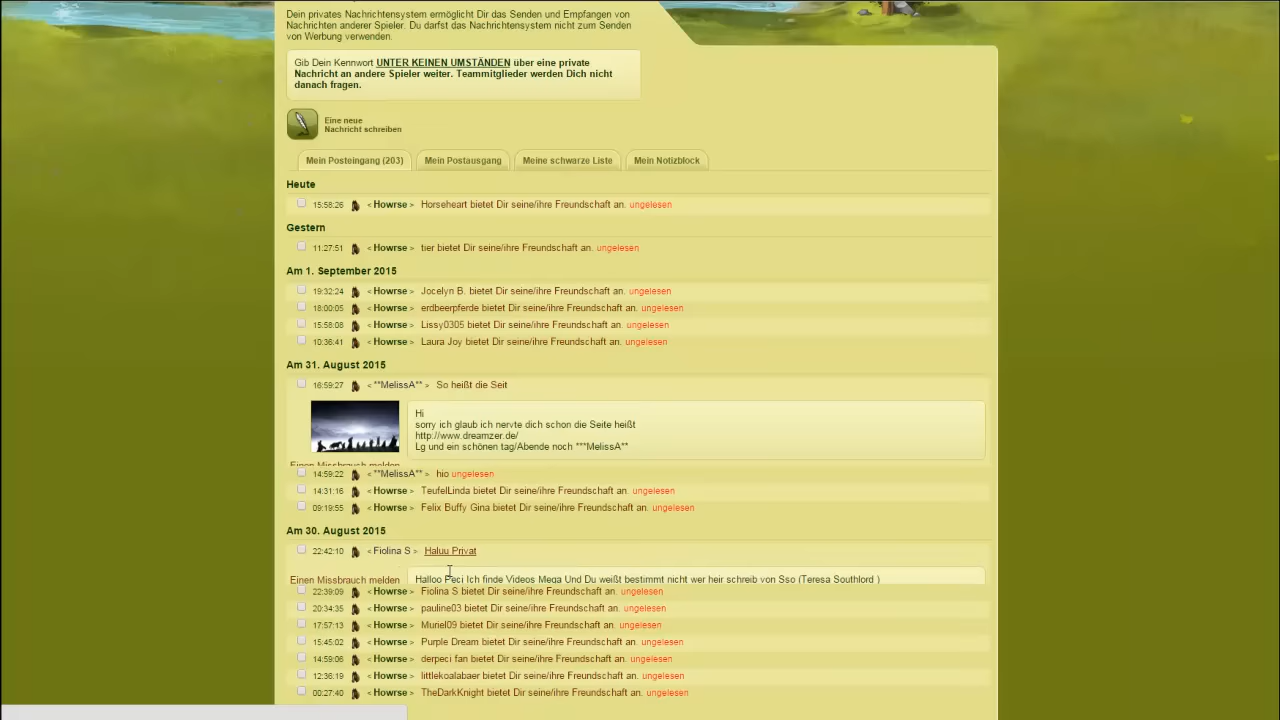 Dein privates Nachrichtensystem ermöglicht Dir das Senden und Empfangen von
Nachrichten anderer Spieler. Du darfst das Nachrichtensystem nicht zum Senden
von Werbung verwenden.
Gib Dein Kennwort UNTER KEINEN UMSTÄNDEN über eine private
Nachricht an andere Spieler weiter. Teammitglieder werden Dich nicht
danach fragen.
Eine neue
Nachricht schreiben
Mein Posteingang (203) Mein Postausgang Meine schwarze Liste Mein Notizblock
Heute
15:58:26 < Howrse > Horseheart bietet Dir seine/ihre Freundschaft an. ungelesen
Gestern
11:27:51 < Howrse > tier bietet Dir seine/ihre Freundschaft an. ungelesen
Am 1. September 2015
19:32:24 < Howrse > Jocelyn B. bietet Dir seine/ihre Freundschaft an. ungelesen
18:00:05 < Howrse > erdbeerpferde bietet Dir seine/ihre Freundschaft an. ungelesen
15:58:08 < Howrse > Lissy0305 bietet Dir seine/ihre Freundschaft an. ungelesen
10:36:41 < Howrse > Laura Joy bietet Dir seine/ihre Freundschaft an. ungelesen
Am 31. August 2015
16:59:27 < **MelissA** > So heißt die Seit
Hi
sorry ich glaub ich nervte dich schon die Seite heißt
http://www.dreamzer.de/
Lg und ein schönen tag/Abende noch ***MelissA**
Einen Missbrauch melden
14:59:22 < **MelissA** > hio ungelesen
14:31:16 < Howrse > TeufelLinda bietet Dir seine/ihre Freundschaft an. ungelesen
09:19:55 < Howrse > Felix Buffy Gina bietet Dir seine/ihre Freundschaft an. ungelesen
Am 30. August 2015
22:42:10 < Fiolina S > Haluu Privat
Halloo Peci Ich finde Videos Mega Und Du weißt bestimmt nicht wer heir schreib von Sso (Teresa Southlord )
Einen Missbrauch melden
22:39:09 < Howrse > Fiolina S bietet Dir seine/ihre Freundschaft an. ungelesen
20:34:35 < Howrse > pauline03 bietet Dir seine/ihre Freundschaft an. ungelesen
17:57:13 < Howrse > Muriel09 bietet Dir seine/ihre Freundschaft an. ungelesen
15:45:02 < Howrse > Purple Dream bietet Dir seine/ihre Freundschaft an. ungelesen
14:59:06 < Howrse > derpeci fan bietet Dir seine/ihre Freundschaft an. ungelesen
12:36:19 < Howrse > littlekoalabaer bietet Dir seine/ihre Freundschaft an. ungelesen
00:27:40 < Howrse > TheDarkKnight bietet Dir seine/ihre Freundschaft an. ungelesen